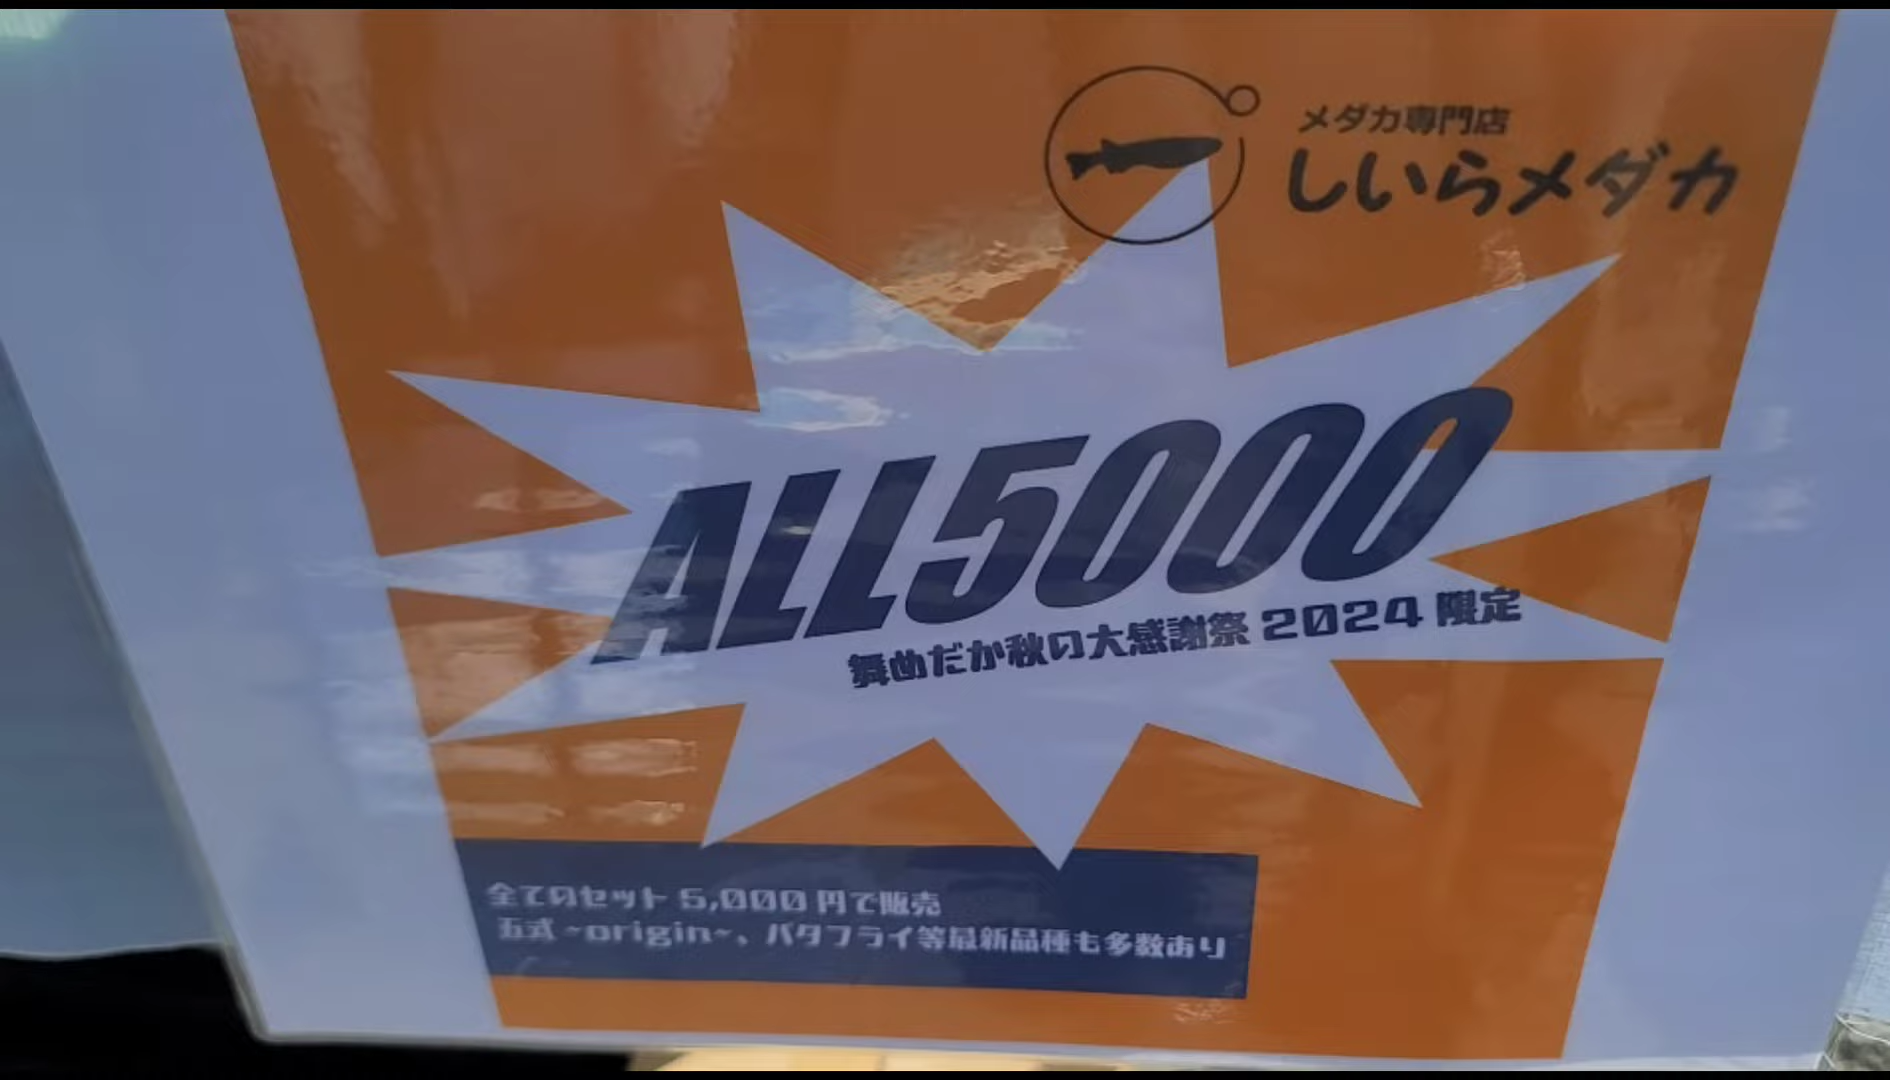 メダカ専門店
しいらメダカ
ALL5000
舞めだか秋の大感謝祭 2024 限定
全てのセット 5,000 円で販売
五式 ~origin~、バタフライ等最新品種も多数あり